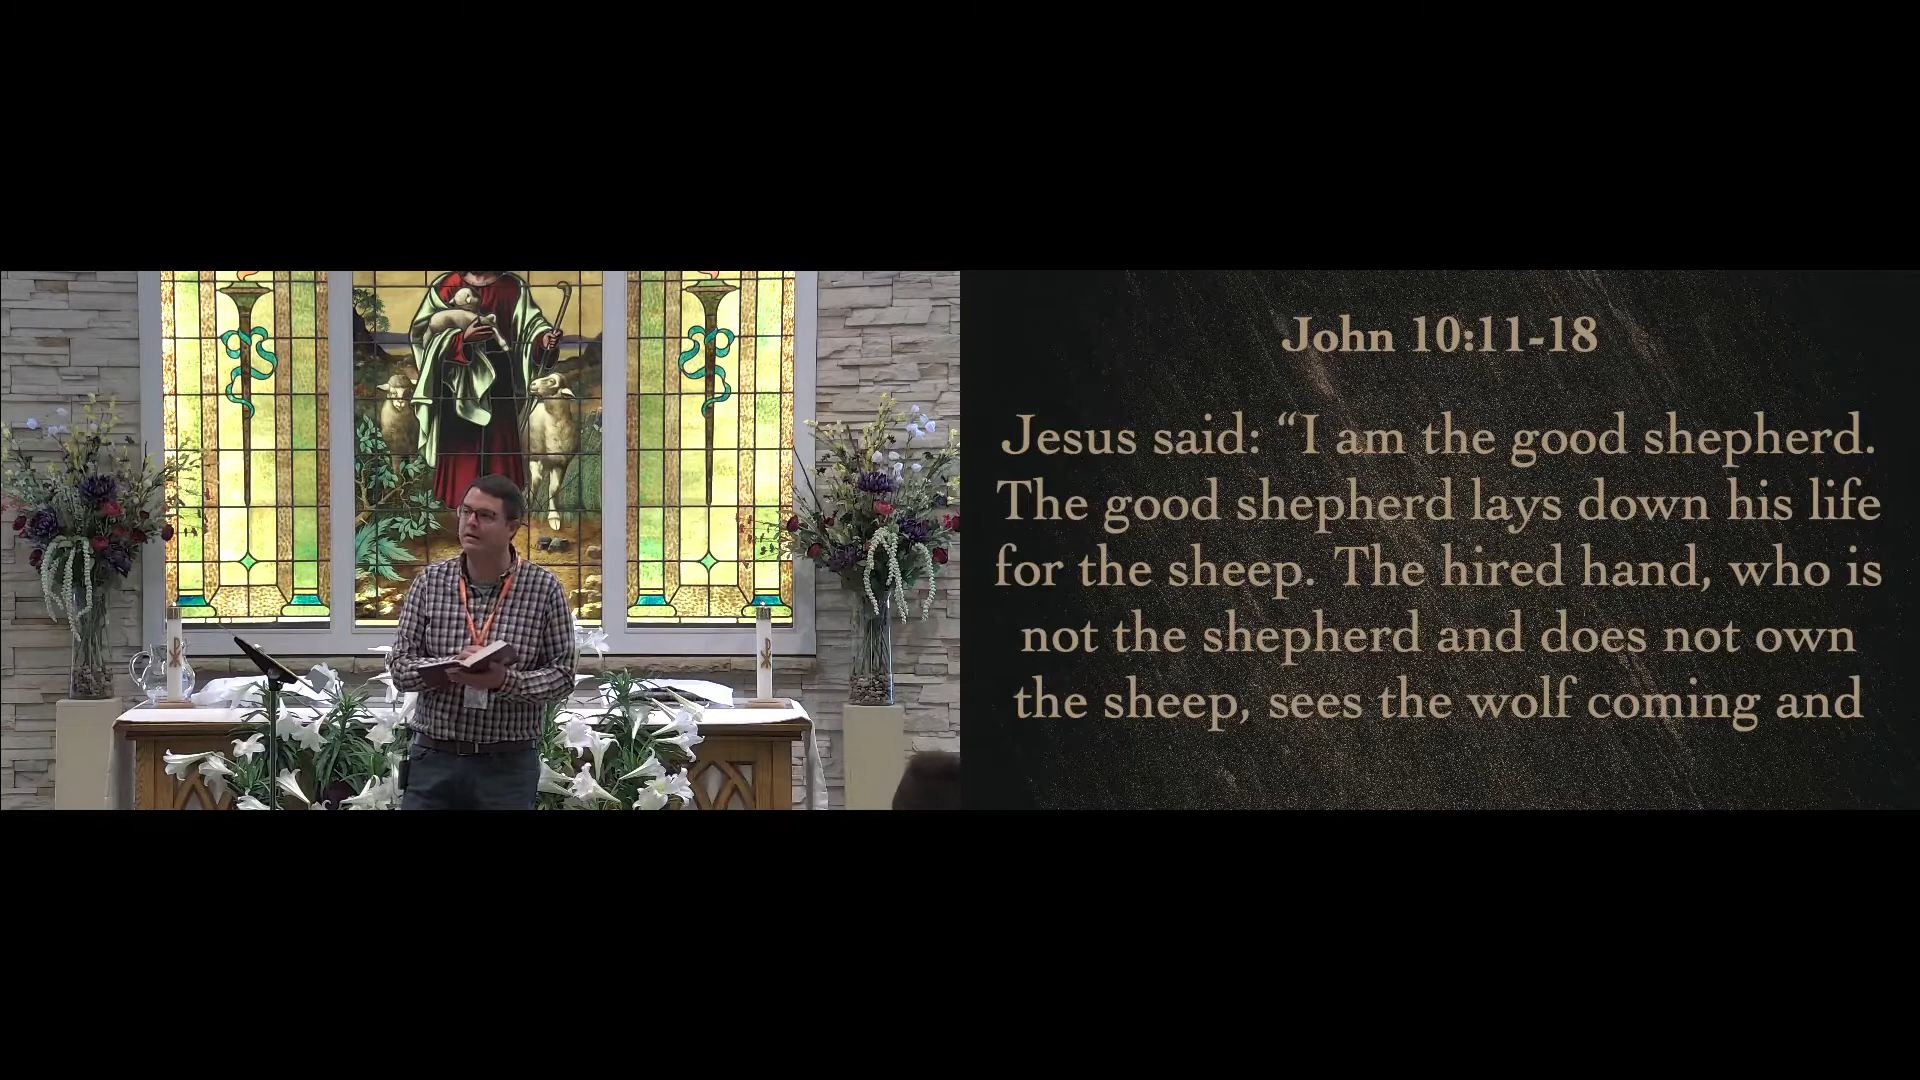 John 10:11-18
Jesus said: “I am the good shepherd.
The good shepherd lays down his life
for the sheep. The hired hand, who is
not the shepherd and does not own
the sheep, sees the wolf coming and